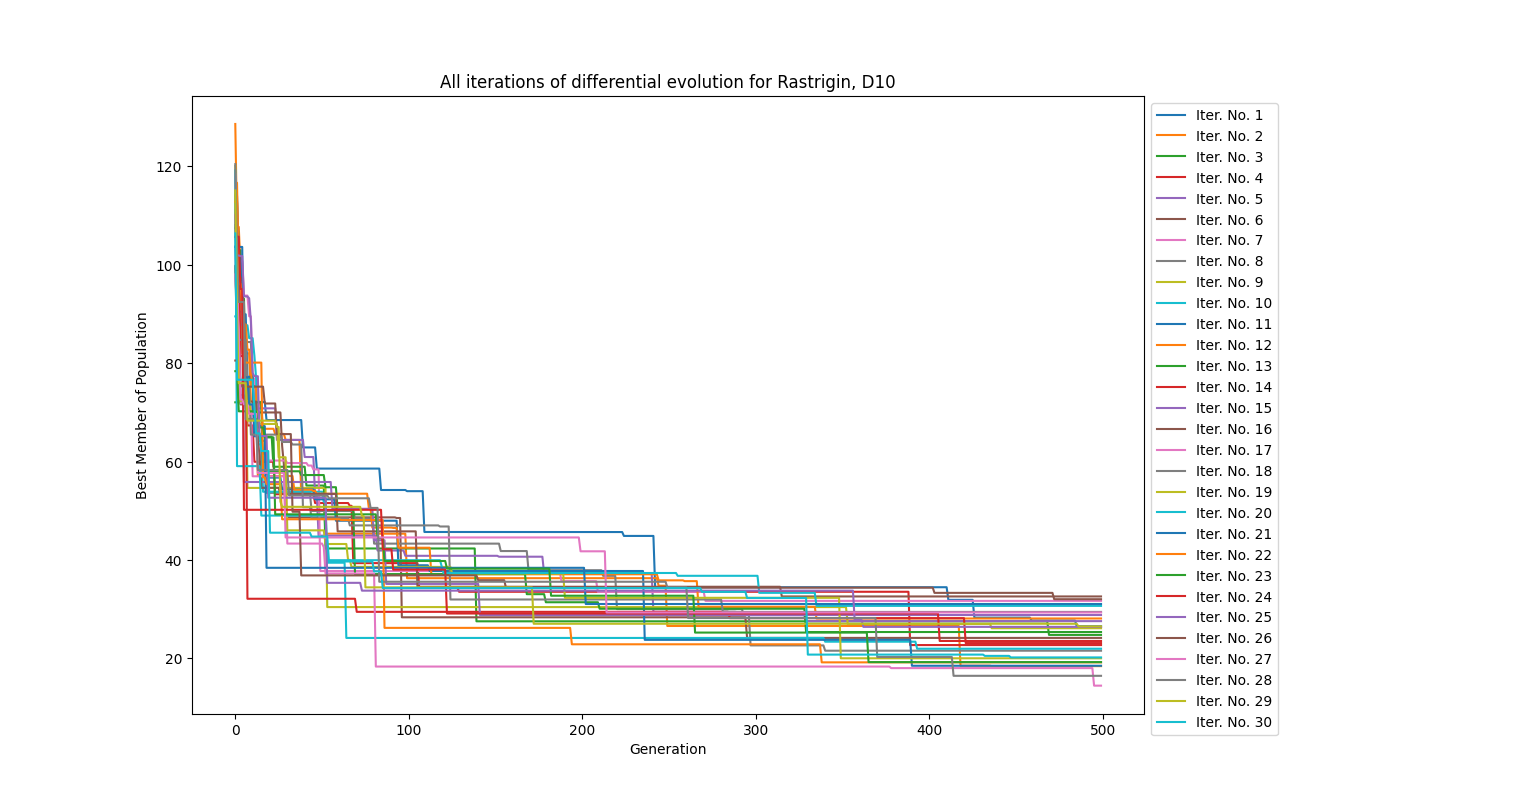 All iterations of differential evolution for Rastrigin, D10
Best Member of Population
120
100
80
60
40
20
0
100
200
300
400
500
Generation
Iter. No. 1
Iter. No. 2
Iter. No. 3
Iter. No. 4
Iter. No. 5
Iter. No. 6
Iter. No. 7
Iter. No. 8
Iter. No. 9
Iter. No. 10
Iter. No. 11
Iter. No. 12
Iter. No. 13
Iter. No. 14
Iter. No. 15
Iter. No. 16
Iter. No. 17
Iter. No. 18
Iter. No. 19
Iter. No. 20
Iter. No. 21
Iter. No. 22
Iter. No. 23
Iter. No. 24
Iter. No. 25
Iter. No. 26
Iter. No. 27
Iter. No. 28
Iter. No. 29
Iter. No. 30